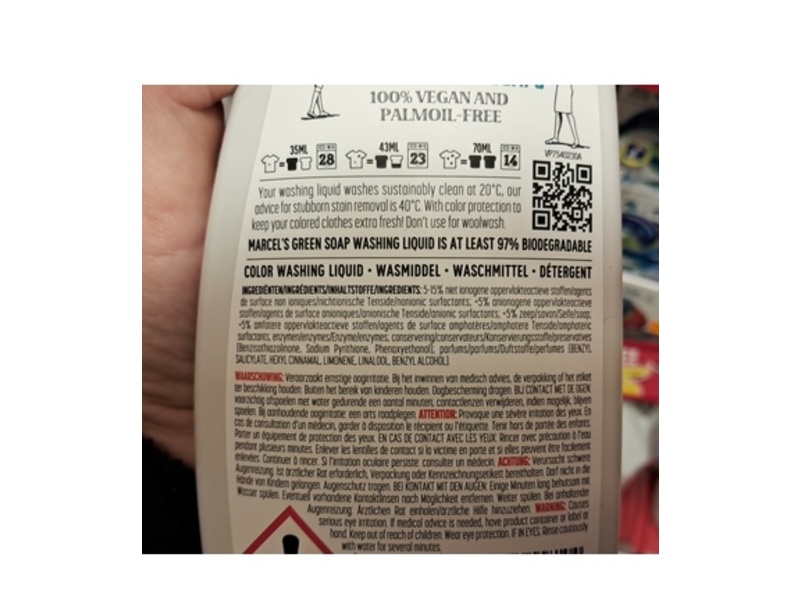 100% VEGAN AND
PALMOIL-FREE
35ML 28 43ML 23 70ML 14
VP7540230A
Your washing liquid washes sustainably clean at 20°C, our
advice for stubborn stain removal is 40°C. With color protection to
keep your colored clothes extra fresh! Don't use for woolwash.
MARCEL'S GREEN SOAP WASHING LIQUID IS AT LEAST 97% BIODEGRADABLE
COLOR WASHING LIQUID • WASMIDDEL • WASCHMITTEL • DÉTERGENT
INGREDIËNTEN/INGRÉDIENTS/INHALTSTOFFE/INGREDIENTS: 5-15% niet ionogene oppervlakteactieve stoffen/agents
de surface non ioniques/nichtionische Tenside/nonionic surfactants; <5% anionogene oppervlakteactieve
stoffen/agents de surface anioniques/anionische Tenside/anionic surfactants; <5% zeep/savon/Seife/soap,
<5% amfotere oppervlakteactieve stoffen/agents de surface amphotères/amphotere Tenside/amphoteric
surfactants; enzymen/enzymes/Enzyme/enzymes, conservering/conservateurs/Konservierungsstoffe/preservatives
(Benzisothiazolinone, Sodium Pyrithione, Phenoxyethanol), parfums/parfums/Duftstoffe/perfumes (BENZYL
SALICYLATE, HEXYL CINNAMAL, LIMONENE, LINALOOL, BENZYL ALCOHOL).
WAARSCHUWING: Veroorzaakt ernstige oogirritatie. Bij het inwinnen van medisch advies, de verpakking of het etiket
ter beschikking houden. Buiten het bereik van kinderen houden. Oogbescherming dragen. BIJ CONTACT MET DE OGEN:
voorzichtig afspoelen met water gedurende een aantal minuten; contactlenzen verwijderen, indien mogelijk, blijven
spoelen. Bij aanhoudende oogirritatie: een arts raadplegen. ATTENTION: Provoque une sévère irritation des yeux. En
cas de consultation d'un médecin, garder à disposition le récipient ou l'étiquette. Tenir hors de portée des enfants.
Porter un équipement de protection des yeux. EN CAS DE CONTACT AVEC LES YEUX: Rincer avec précaution à l'eau
pendant plusieurs minutes. Enlever les lentilles de contact si la victime en porte et si elles peuvent être facilement
enlevées. Continuer à rincer. Si l'irritation oculaire persiste: consulter un médecin. ACHTUNG: Verursacht schwere
Augenreizung. Ist ärztlicher Rat erforderlich, Verpackung oder Kennzeichnungsetikett bereithalten. Darf nicht in die
Hände von Kindern gelangen. Augenschutz tragen. BEI KONTAKT MIT DEN AUGEN: Einige Minuten lang behutsam mit
Wasser spülen. Eventuell vorhandene Kontaktlinsen nach Möglichkeit entfernen. Weiter spülen. Bei anhaltender
Augenreizung: Ärztlichen Rat einholen/ärztliche Hilfe hinzuziehen. WARNING: Causes
serious eye irritation. If medical advice is needed, have product container or label at
hand. Keep out of reach of children. Wear eye protection. IF IN EYES: Rinse cautiously
with water for several minutes.